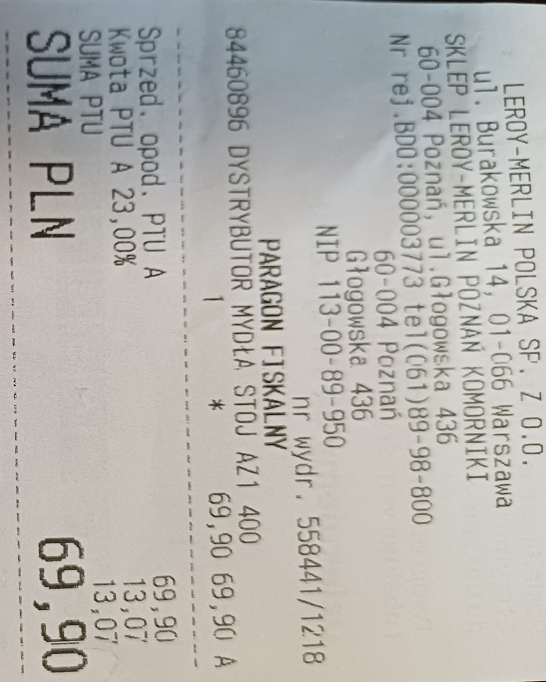 LEROY-MERLIN POLSKA SP. Z O.O.
ul. Burakowska 14, 01-066 Warszawa
SKLEP LEROY-MERLIN POZNAŃ KOMORNIKI
60-004 Poznań, ul.Głogowska 436
Nr rej.BDO:000003773 tel(061)89-98-800
60-004 Poznań
Głogowska 436
NIP 113-00-89-950
nr wydr. 558441/1218
PARAGON FISKALNY
84460896 DYSTRYBUTOR MYDŁA STOJ AZ1 400
1 * 69,90 69,90 A
Sprzed. opod. PTU A 69,90
Kwota PTU A 23,00% 13,07
SUMA PTU 13,07
SUMA PLN 69,90